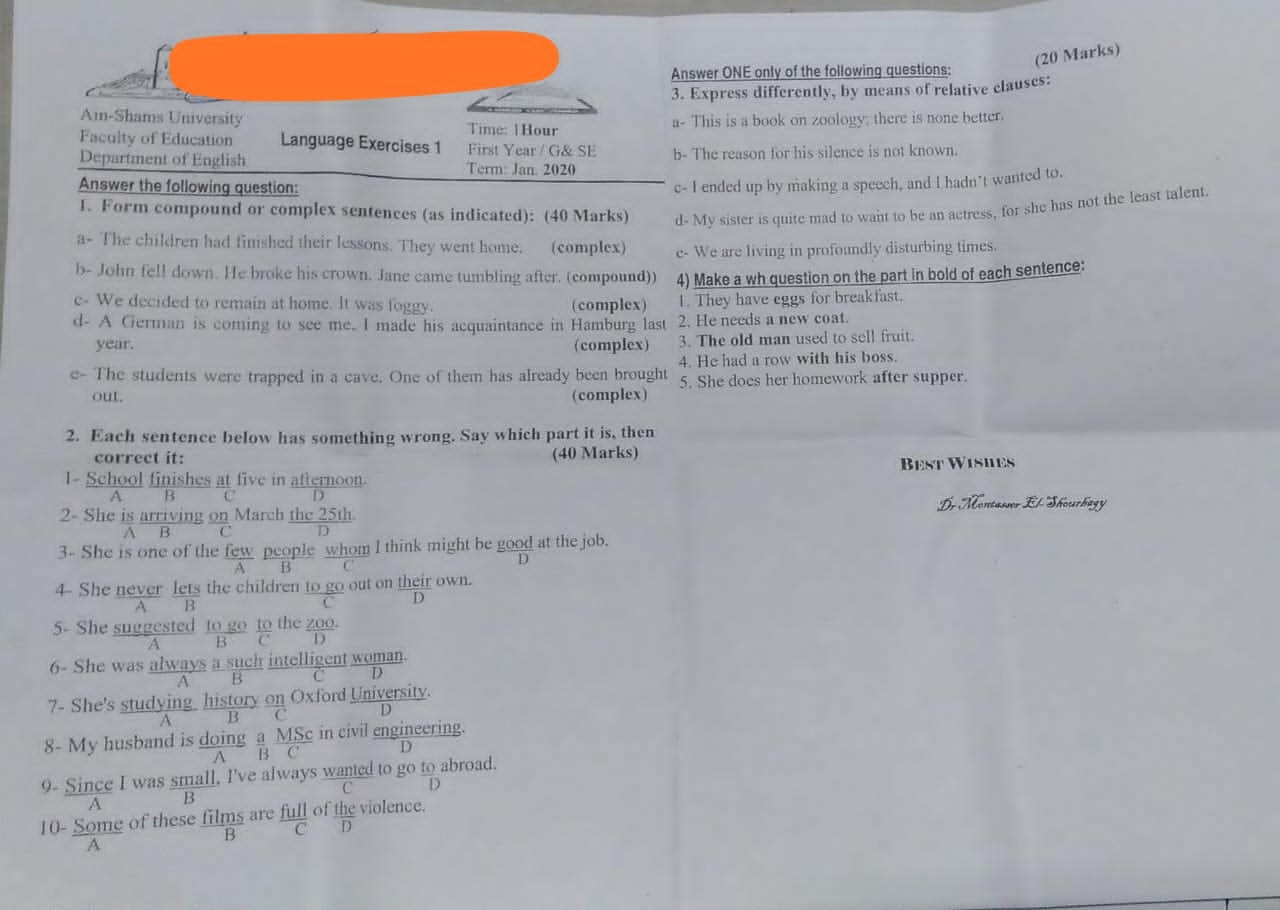 Ain-Shams University
Faculty of Education
Department of English
Language Exercises 1
Time: 1Hour
First Year / G& SE
Term: Jan. 2020
Answer the following question:
1. Form compound or complex sentences (as indicated): (40 Marks)
a- The children had finished their lessons. They went home. (complex)
b- John fell down. He broke his crown. Jane came tumbling after. (compound))
c- We decided to remain at home. It was foggy. (complex)
d- A German is coming to see me. I made his acquaintance in Hamburg last
year. (complex)
e- The students were trapped in a cave. One of them has already been brought
out. (complex)
2. Each sentence below has something wrong. Say which part it is, then
correct it: (40 Marks)
1- School finishes at five in afternoon.
A B C D
2- She is arriving on March the 25th.
A B C D
3- She is one of the few people whom I think might be good at the job.
A B C D
4- She never lets the children to go out on their own.
A B C D
5- She suggested to go to the zoo.
A B C D
6- She was always a such intelligent woman.
A B C D
7- She's studying history on Oxford University.
A B C D
8- My husband is doing a MSc in civil engineering.
A B C D
9- Since I was small, I've always wanted to go to abroad.
A B C D
10- Some of these films are full of the violence.
A B C D
Answer ONE only of the following questions: (20 Marks)
3. Express differently, by means of relative clauses:
a- This is a book on zoology; there is none better.
b- The reason for his silence is not known.
c- I ended up by making a speech, and I hadn't wanted to.
d- My sister is quite mad to want to be an actress, for she has not the least talent.
e- We are living in profoundly disturbing times.
4) Make a wh question on the part in bold of each sentence:
1. They have eggs for breakfast.
2. He needs a new coat.
3. The old man used to sell fruit.
4. He had a row with his boss.
5. She does her homework after supper.
BEST WISHES
Dr Montasser El-Shourbagy